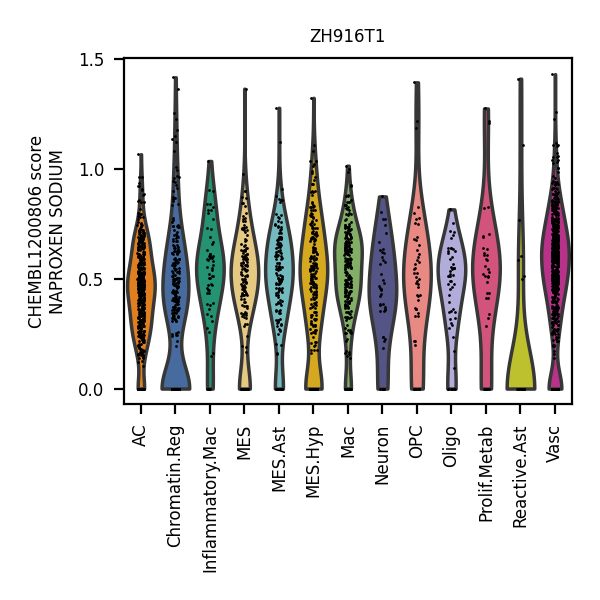 ZH916T1
CHEMBL1200806 score
NAPROXEN SODIUM
1.5
1.0
0.5
0.0
AC
Chromatin.Reg
Inflammatory.Mac
MES
MES.Ast
MES.Hyp
Mac
Neuron
OPC
Oligo
Prolif.Metab
Reactive.Ast
Vasc